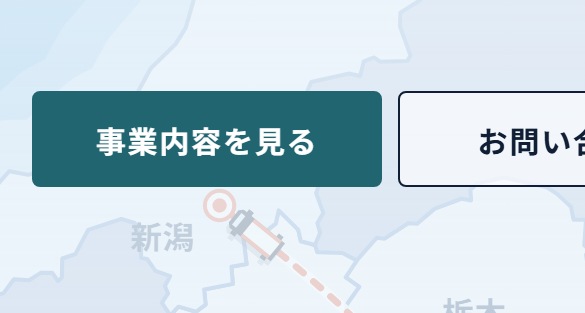 事業内容を見る
お問い合
新潟
栃木